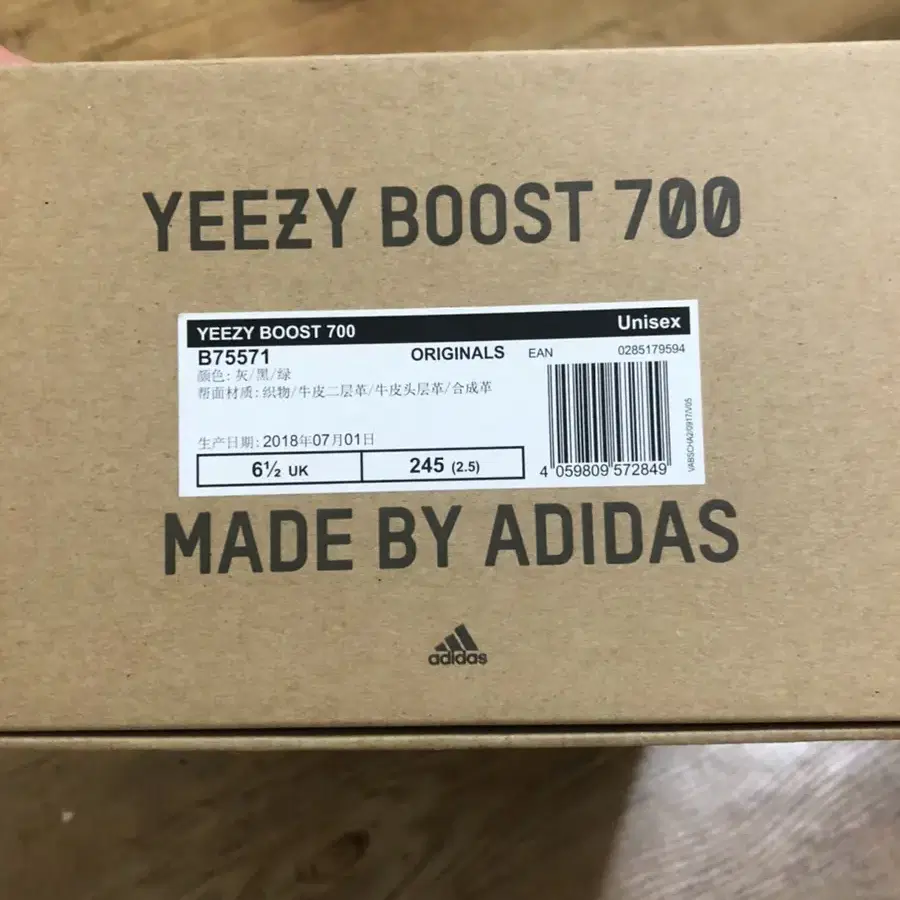 YEEZY BOOST 700
YEEZY BOOST 700 Unisex
B75571 ORIGINALS EAN 0285179594
颜色: 灰/黑/绿
帮面材质: 织物/牛皮二层革/牛皮头层革/合成革
生产日期: 2018年07月01日
6½ UK 245 (2.5)
4 059809 572849
VABSCHA2/0917/V05
MADE BY ADIDAS
adidas